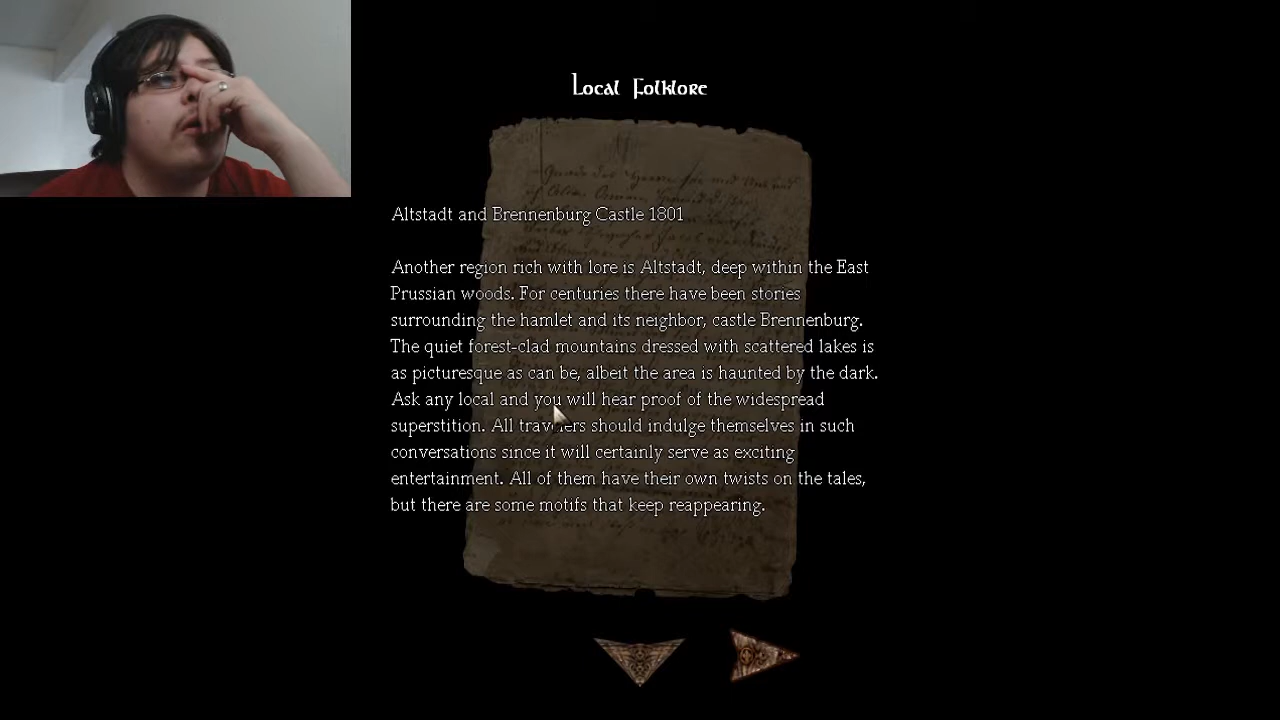 Local Folklore
Altstadt and Brennenburg Castle 1801
Another region rich with lore is Altstadt, deep within the East
Prussian woods. For centuries there have been stories
surrounding the hamlet and its neighbor, castle Brennenburg.
The quiet forest-clad mountains dressed with scattered lakes is
as picturesque as can be, albeit the area is haunted by the dark.
Ask any local and you will hear proof of the widespread
superstition. All travelers should indulge themselves in such
conversations since it will certainly serve as exciting
entertainment. All of them have their own twists on the tales,
but there are some motifs that keep reappearing.